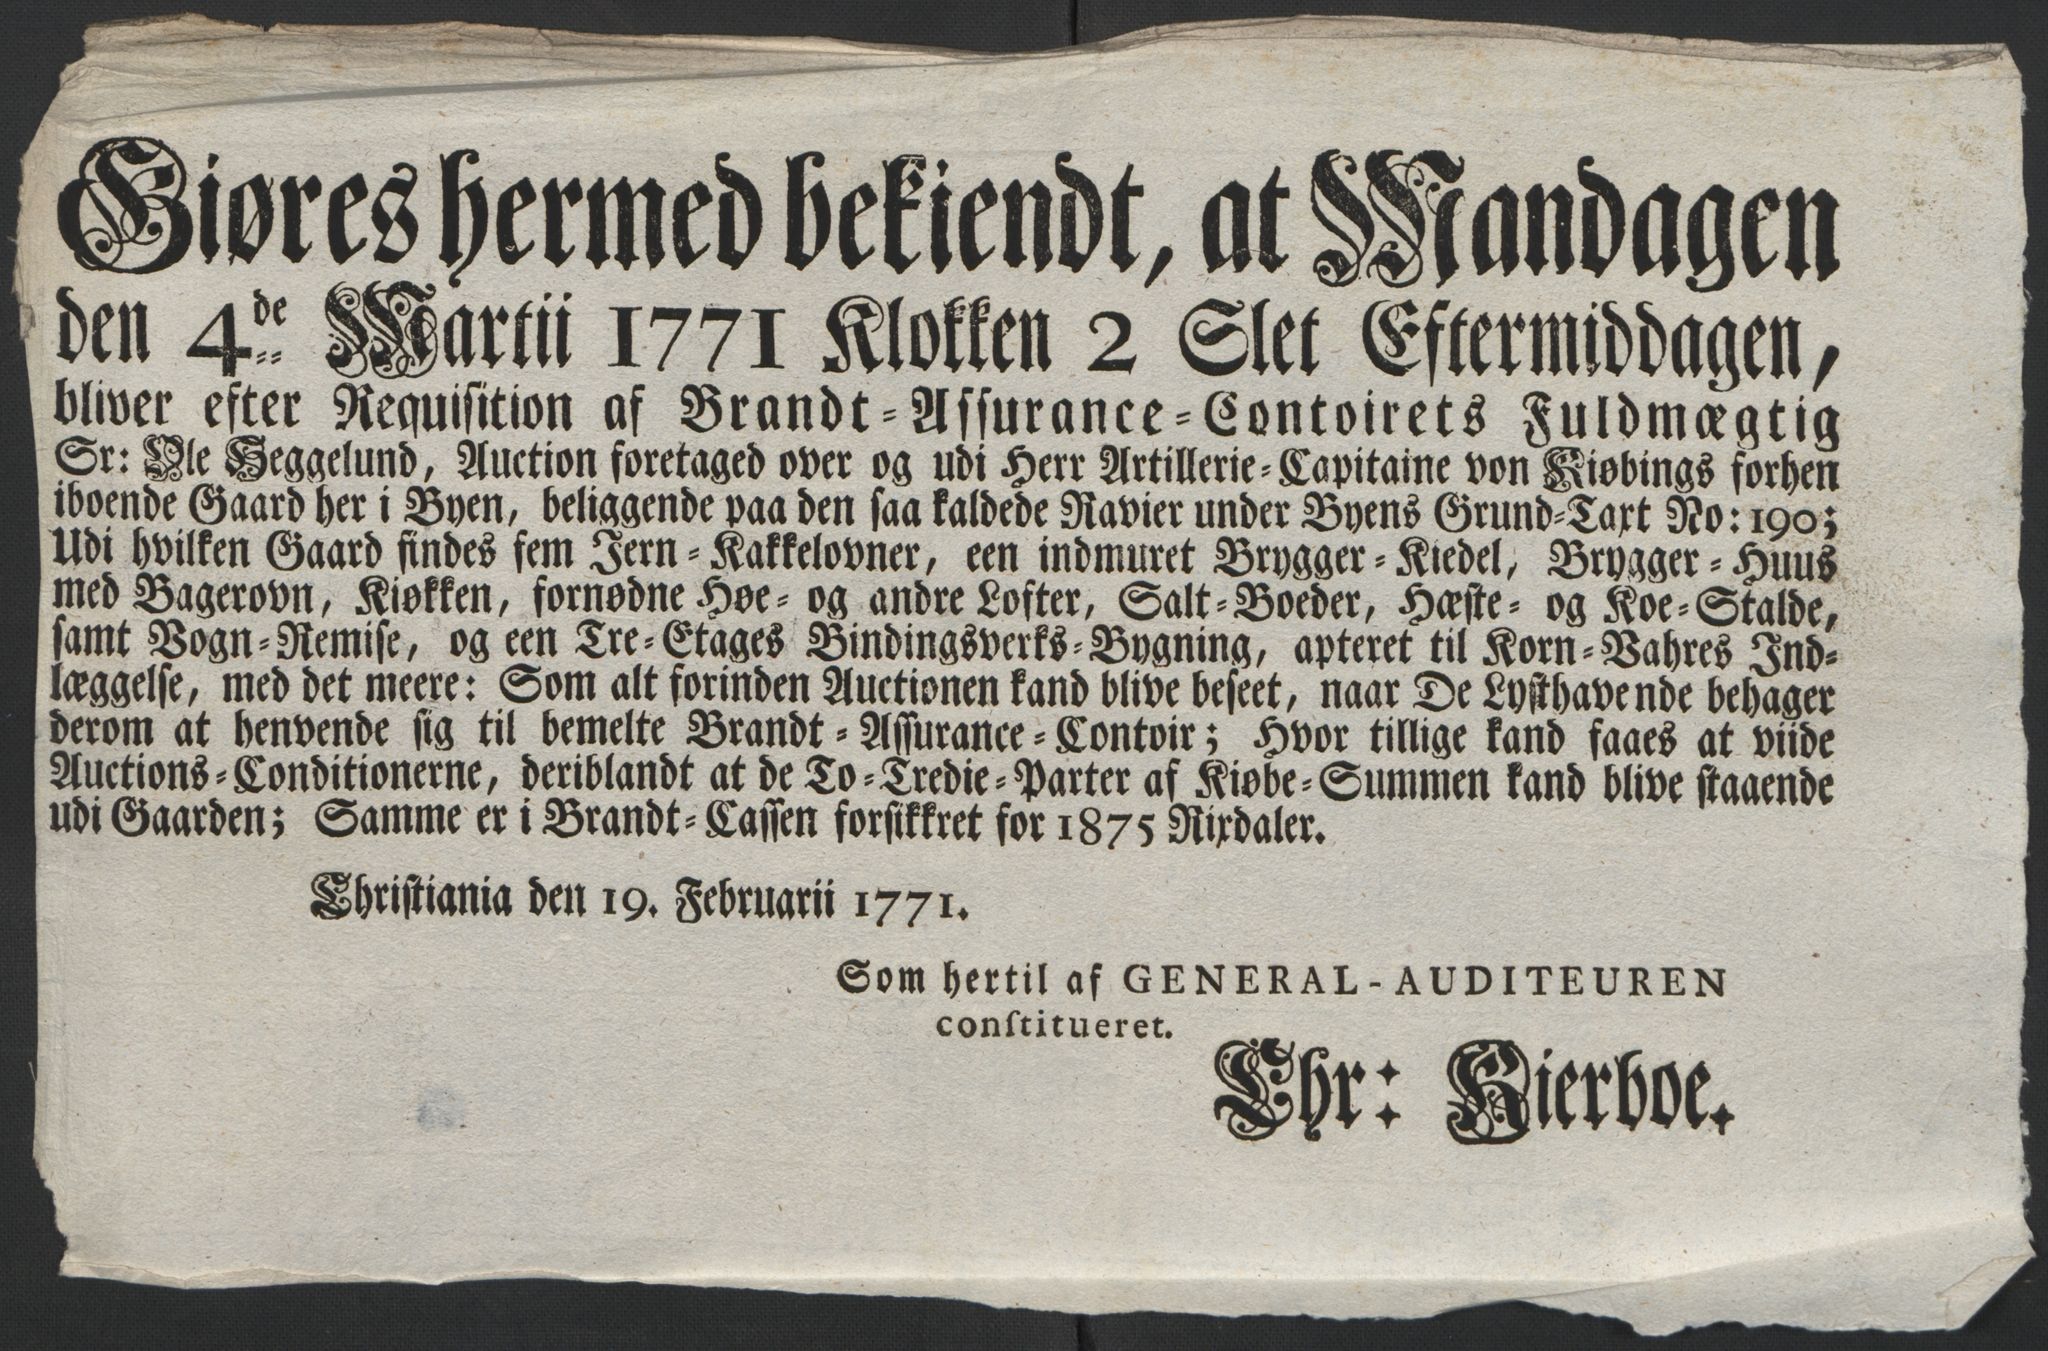 Giøres hermed bekiendt, at Mandagen
den 4de Martii 1771 Klokken 2 Slet Eftermiddagen,
bliver efter Requisition af Brandt-Assurance-Contoirets Fuldmægtig
Sr: Ole Heggelund, Auction foretaged over og udi Herr Artillerie-Capitaine von Kiøbings forhen
iboende Gaard her i Byen, beliggende paa den saa kaldede Ravier under Byens Grund-Taxt No: 190;
Udi hvilken Gaard findes fem Jern-Kakkelovner, een indmuret Brygger-Kiedel, Brygger-Huus
med Bagerovn, Kiøkken, fornødne Høe- og andre Lofter, Salt-Boeder, Hæste- og Koe-Stalde,
samt Vogn-Remise, og een Tre-Etages Bindingsverks-Bygning, apteret til Korn-Vahres Ind-
læggelse, med det meere: Som alt forinden Auctionen kand blive beseet, naar De Lysthavende behager
derom at henvende sig til bemelte Brandt-Assurance-Contoir; Hvor tillige kand faaes at viide
Auctions-Conditionerne, deriblandt at de To-Tredie-Parter af Kiøbe-Summen kand blive staaende
udi Gaarden; Samme er i Brandt-Cassen forsikkret for 1875 Rixdaler.
Christiania den 19. Februarii 1771.
Som hertil af GENERAL-AUDITEUREN
constitueret.
Chr: Kierboe.